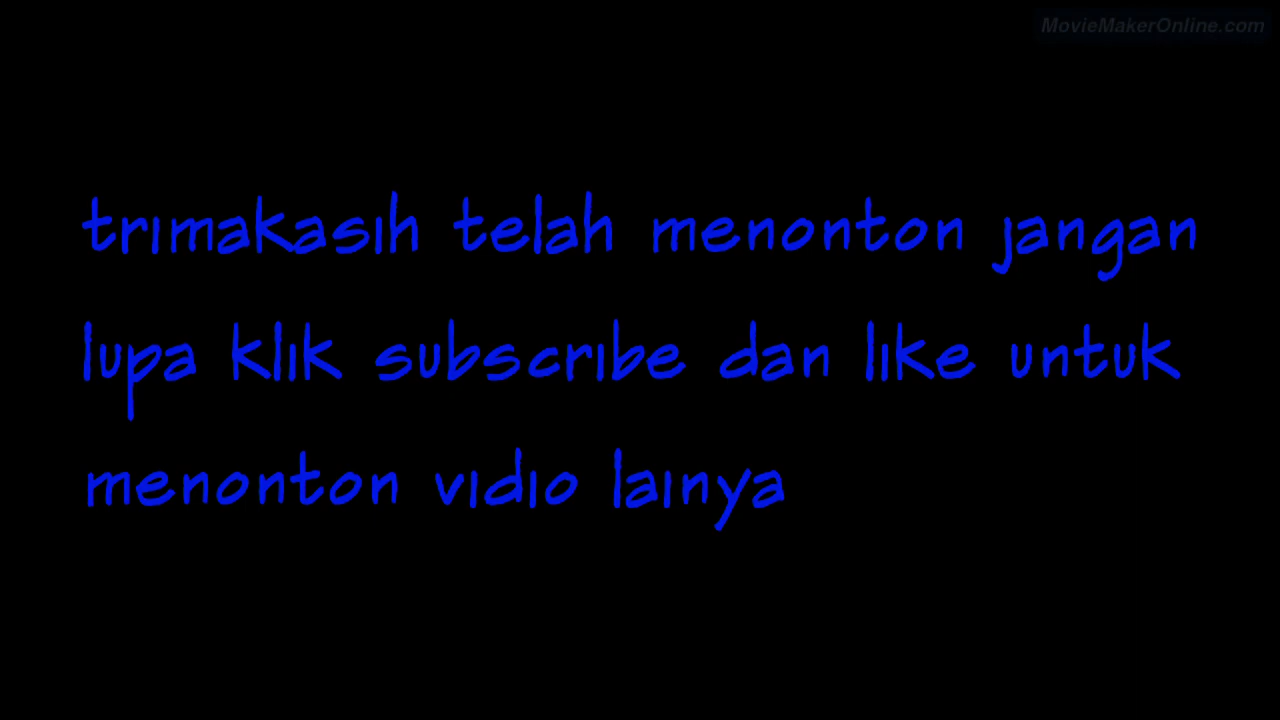 MovieMakerOnline.com
trimakasih telah menonton jangan
lupa klik subscribe dan like untuk
menonton vidio lainya